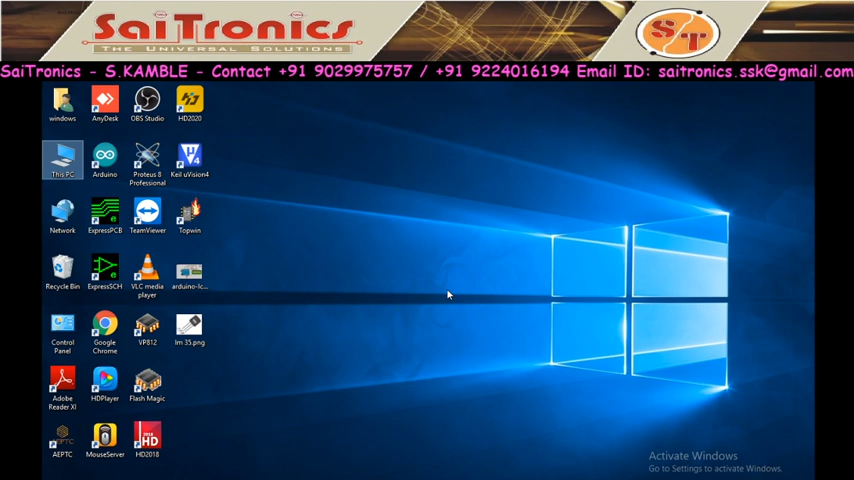 SaiTronics
THE UNIVERSAL SOLUTIONS
ST
SaiTronics - S.KAMBLE - Contact +91 9029975757 / +91 9224016194 Email ID: saitronics.ssk@gmail.com
windows
AnyDesk
OBS Studio
HD2020
This PC
Arduino
Proteus 8
Professional
Keil uVision4
Network
ExpressPCB
TeamViewer
Topwin
Recycle Bin
ExpressSCH
VLC media
player
arduino-lc...
Control
Panel
Google
Chrome
VP812
lm 35.png
Adobe
Reader XI
HDPlayer
Flash Magic
AEPTC
MouseServer
HD2018
Activate Windows
Go to Settings to activate Windows.